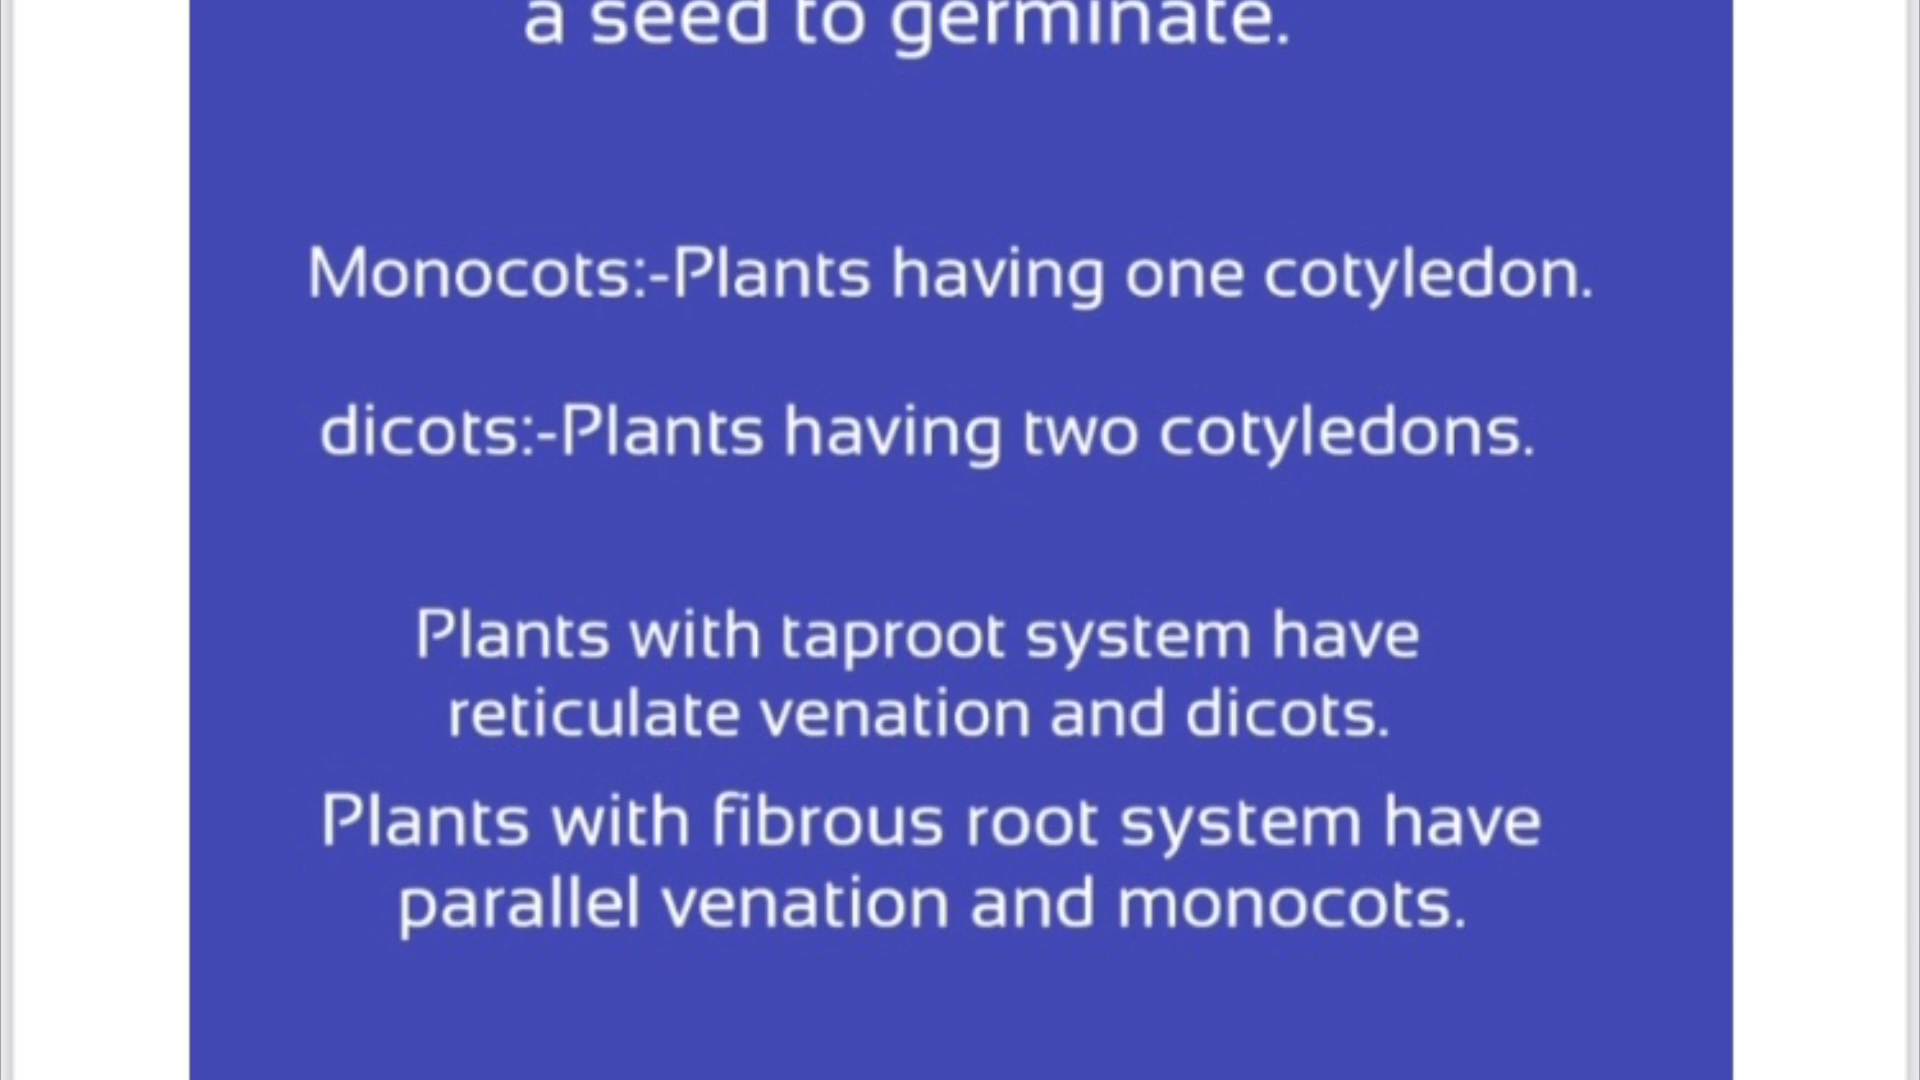 a seed to germinate.
Monocots:-Plants having one cotyledon.
dicots:-Plants having two cotyledons.
Plants with taproot system have
reticulate venation and dicots.
Plants with fibrous root system have
parallel venation and monocots.